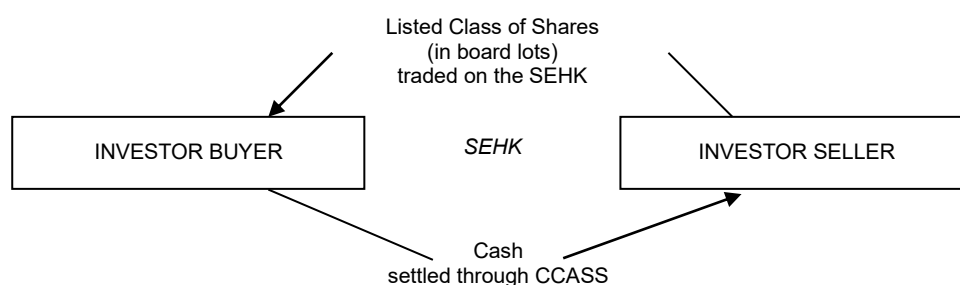 Listed Class of Shares
(in board lots)
traded on the SEHK
INVESTOR BUYER
SEHK
INVESTOR SELLER
Cash
settled through CCASS